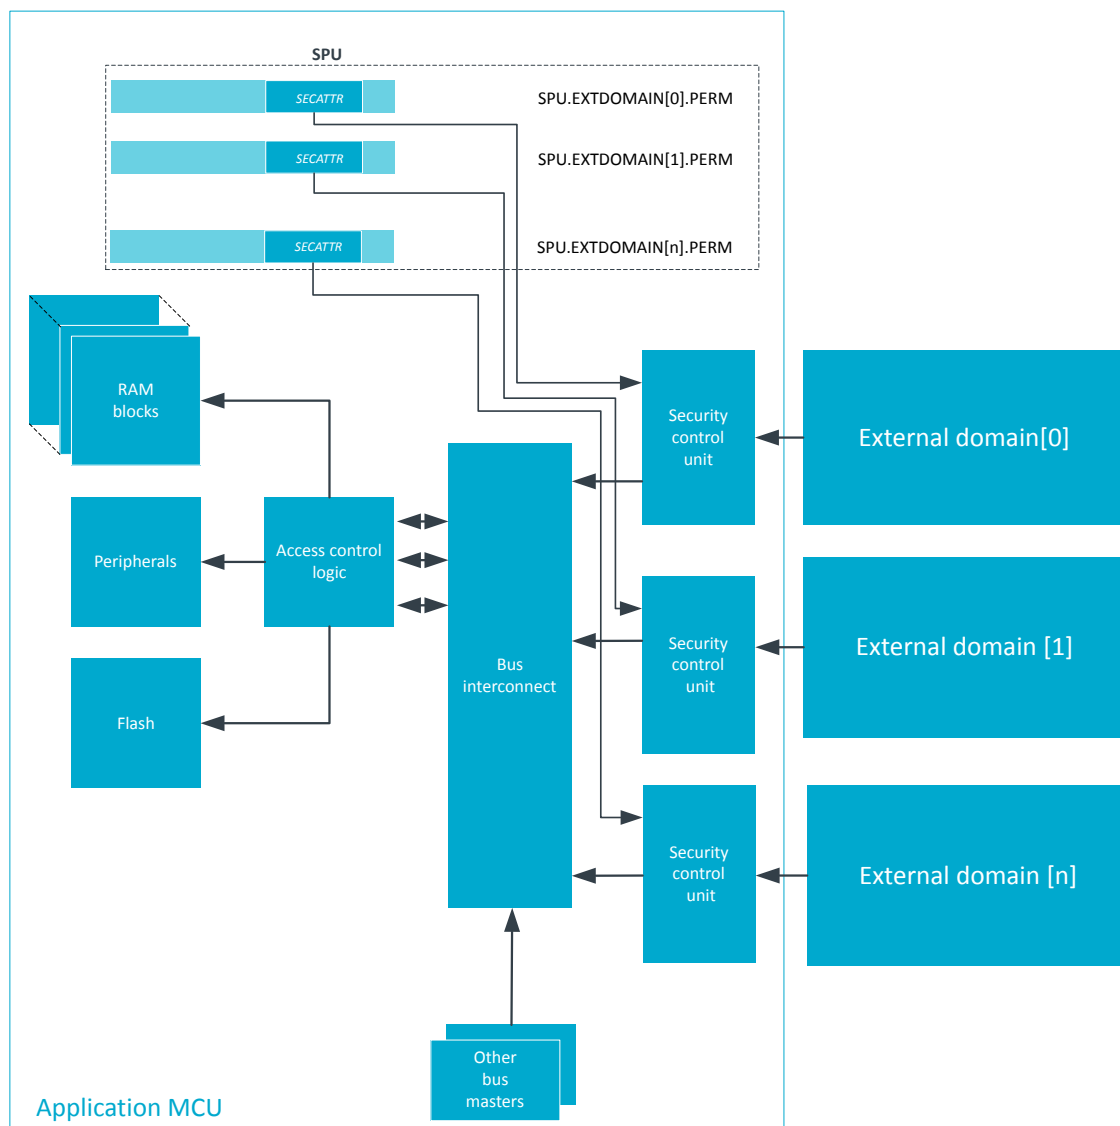 SPU
SECATTR
SPU.EXTDOMAIN[0].PERM
SECATTR
SPU.EXTDOMAIN[1].PERM
SECATTR
SPU.EXTDOMAIN[n].PERM
RAM
blocks
Security
control
unit
External domain[0]
Peripherals
Access control
logic
Bus
interconnect
Security
control
unit
External domain [1]
Flash
Security
control
unit
External domain [n]
Other
bus
masters
Application MCU